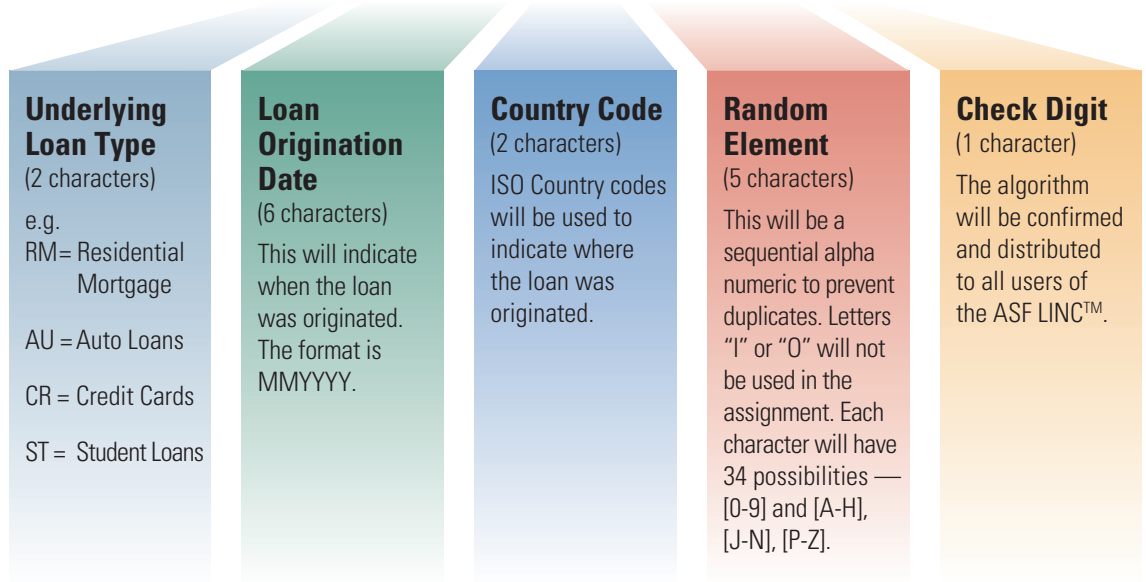 Underlying
Loan Type
(2 characters)
e.g.
RM= Residential
Mortgage
AU = Auto Loans
CR = Credit Cards
ST = Student Loans
Loan
Origination
Date
(6 characters)
This will indicate
when the loan
was originated.
The format is
MMYYYY.
Country Code
(2 characters)
ISO Country codes
will be used to
indicate where
the loan was
originated.
Random
Element
(5 characters)
This will be a
sequential alpha
numeric to prevent
duplicates. Letters
“I” or “O” will not
be used in the
assignment. Each
character will have
34 possibilities —
[0-9] and [A-H],
[J-N], [P-Z].
Check Digit
(1 character)
The algorithm
will be confirmed
and distributed
to all users of
the ASF LINC™.